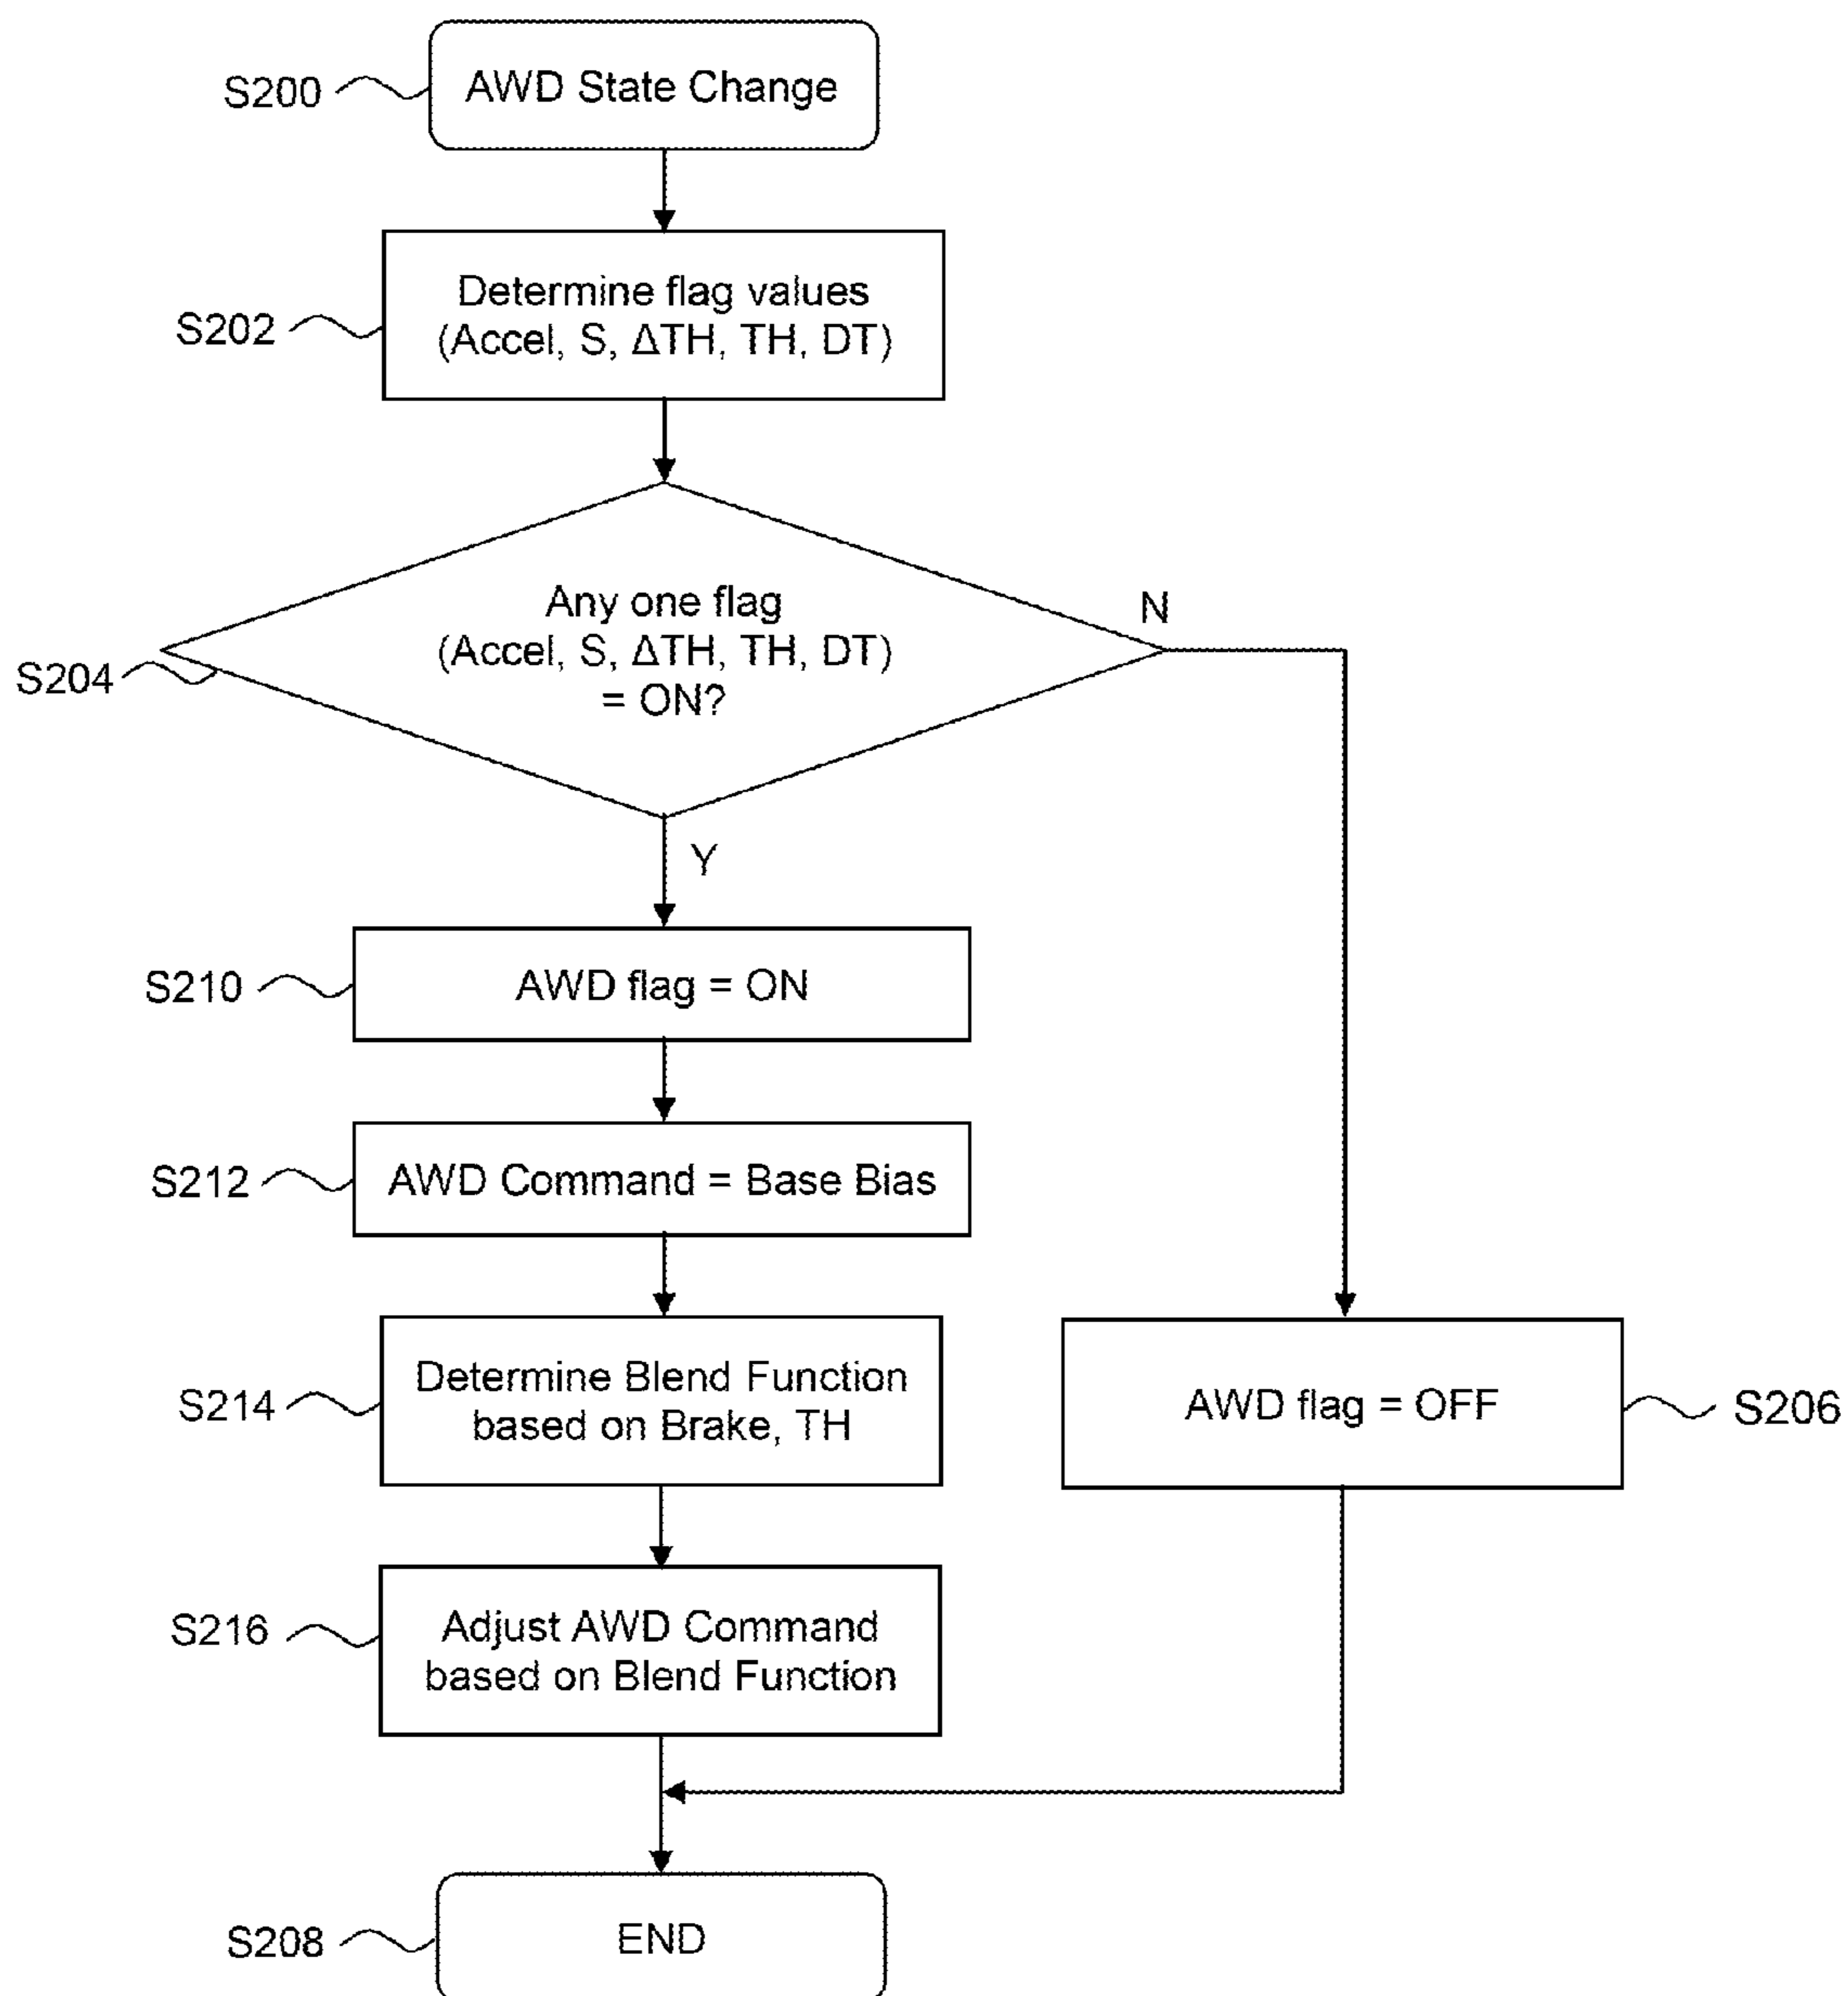 S200
AWD State Change
S202
Determine flag values
(Accel, S, ΔTH, TH, DT)
S204
Any one flag
(Accel, S, ΔTH, TH, DT)
= ON?
N
Y
S210
AWD flag = ON
S212
AWD Command = Base Bias
S214
Determine Blend Function
based on Brake, TH
AWD flag = OFF
S206
S216
Adjust AWD Command
based on Blend Function
S208
END